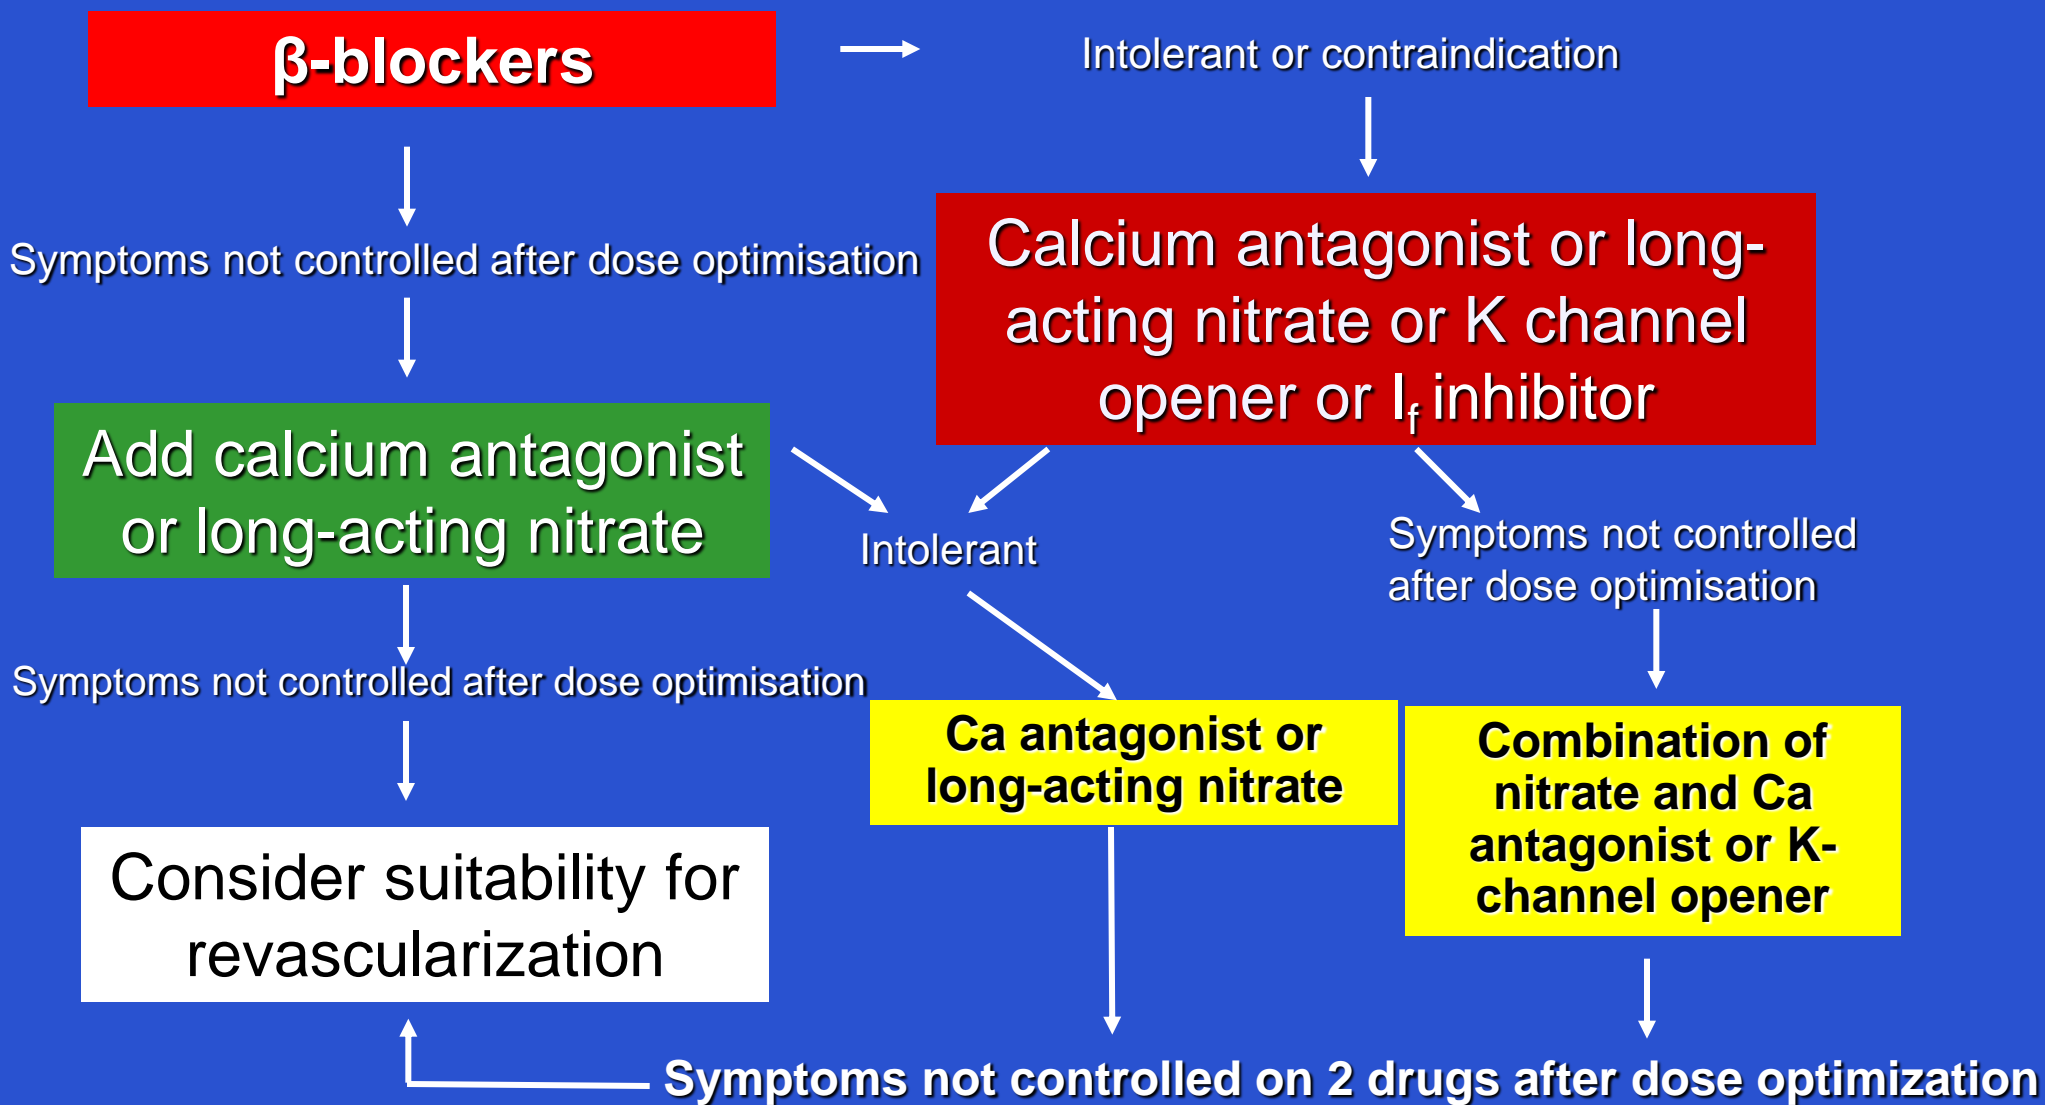 β-blockers
Intolerant or contraindication
Symptoms not controlled after dose optimisation
Calcium antagonist or long-
acting nitrate or K channel
opener or If inhibitor
Add calcium antagonist
or long-acting nitrate
Intolerant
Symptoms not controlled
after dose optimisation
Symptoms not controlled after dose optimisation
Ca antagonist or
long-acting nitrate
Combination of
nitrate and Ca
antagonist or K-
channel opener
Consider suitability for
revascularization
Symptoms not controlled on 2 drugs after dose optimization